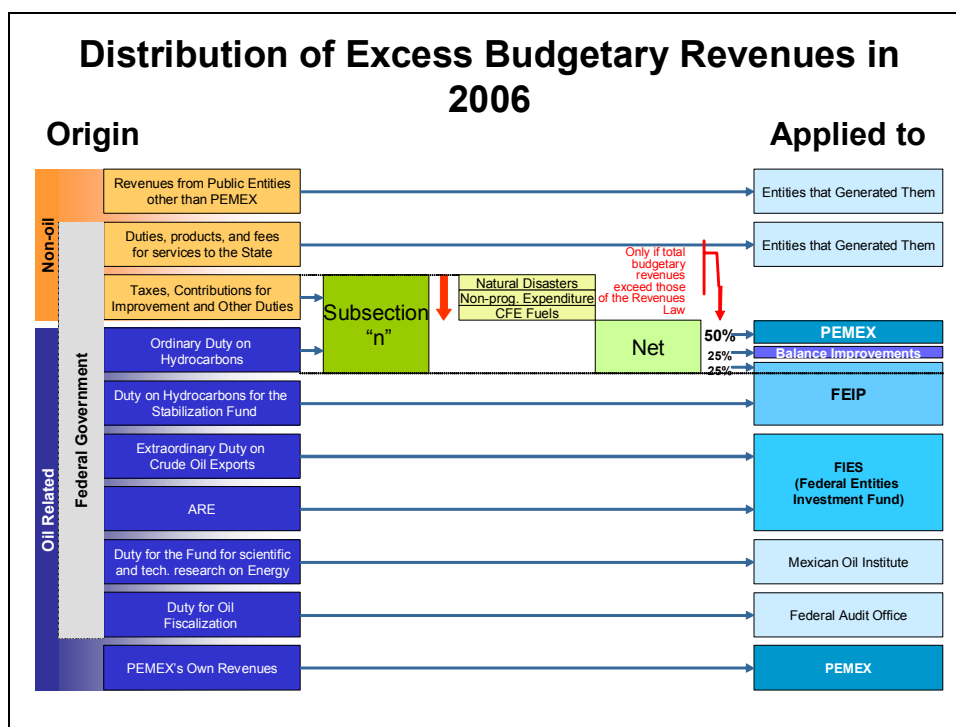 Distribution of Excess Budgetary Revenues in
2006
Origin
Applied to
Non-oil
Federal Government
Oil Related
Revenues from Public Entities
other than PEMEX
Entities that Generated Them
Duties, products, and fees
for services to the State
Entities that Generated Them
Only if total
budgetary
revenues
exceed those
of the Revenues
Law
Taxes, Contributions for
Improvement and Other Duties
Subsection
“n”
Natural Disasters
Non-prog. Expenditure
CFE Fuels
Net
50%
25%
25%
PEMEX
Balance Improvements
Ordinary Duty on
Hydrocarbons
Duty on Hydrocarbons for the
Stabilization Fund
FEIP
Extraordinary Duty on
Crude Oil Exports
FIES
(Federal Entities
Investment Fund)
ARE
Duty for the Fund for scientific
and tech. research on Energy
Mexican Oil Institute
Duty for Oil
Fiscalization
Federal Audit Office
PEMEX’s Own Revenues
PEMEX